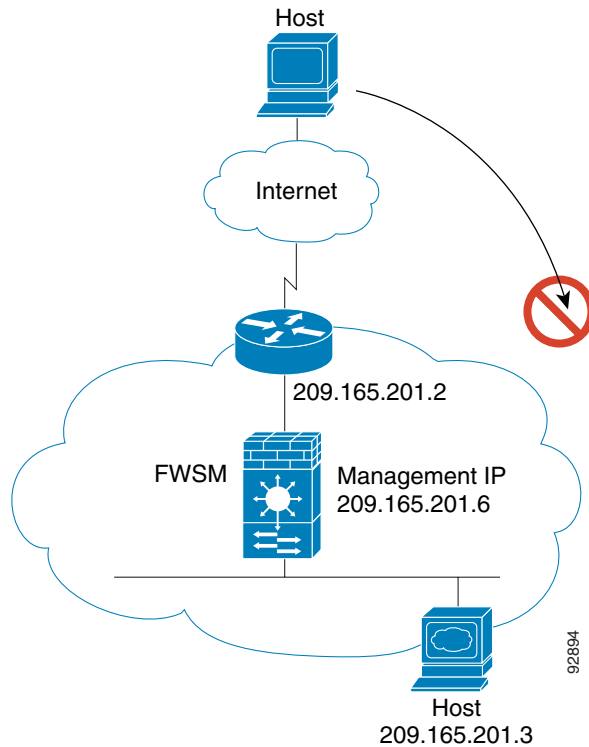 Host
Internet
209.165.201.2
FWSM
Management IP
209.165.201.6
92894
Host
209.165.201.3